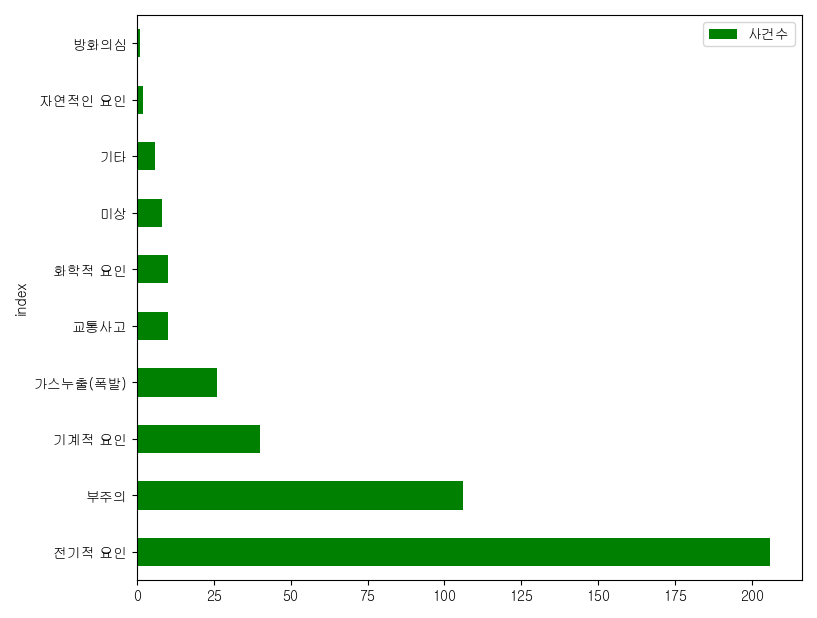 사건수
방화의심
자연적인 요인
기타
미상
화학적 요인
교통사고
가스누출(폭발)
기계적 요인
부주의
전기적 요인
index
0 25 50 75 100 125 150 175 200